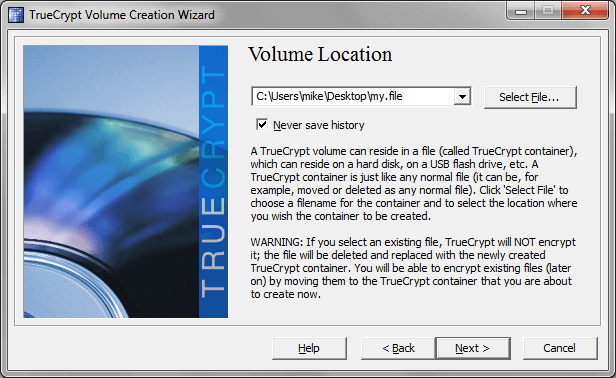 TrueCrypt Volume Creation Wizard
TRUECRYPT
Volume Location
C:\Users\mike\Desktop\my.file
Select File...
Never save history
A TrueCrypt volume can reside in a file (called TrueCrypt container),
which can reside on a hard disk, on a USB flash drive, etc. A
TrueCrypt container is just like any normal file (it can be, for
example, moved or deleted as any normal file). Click 'Select File' to
choose a filename for the container and to select the location where
you wish the container to be created.
WARNING: If you select an existing file, TrueCrypt will NOT encrypt
it; the file will be deleted and replaced with the newly created
TrueCrypt container. You will be able to encrypt existing files (later
on) by moving them to the TrueCrypt container that you are about
to create now.
Help
< Back
Next >
Cancel